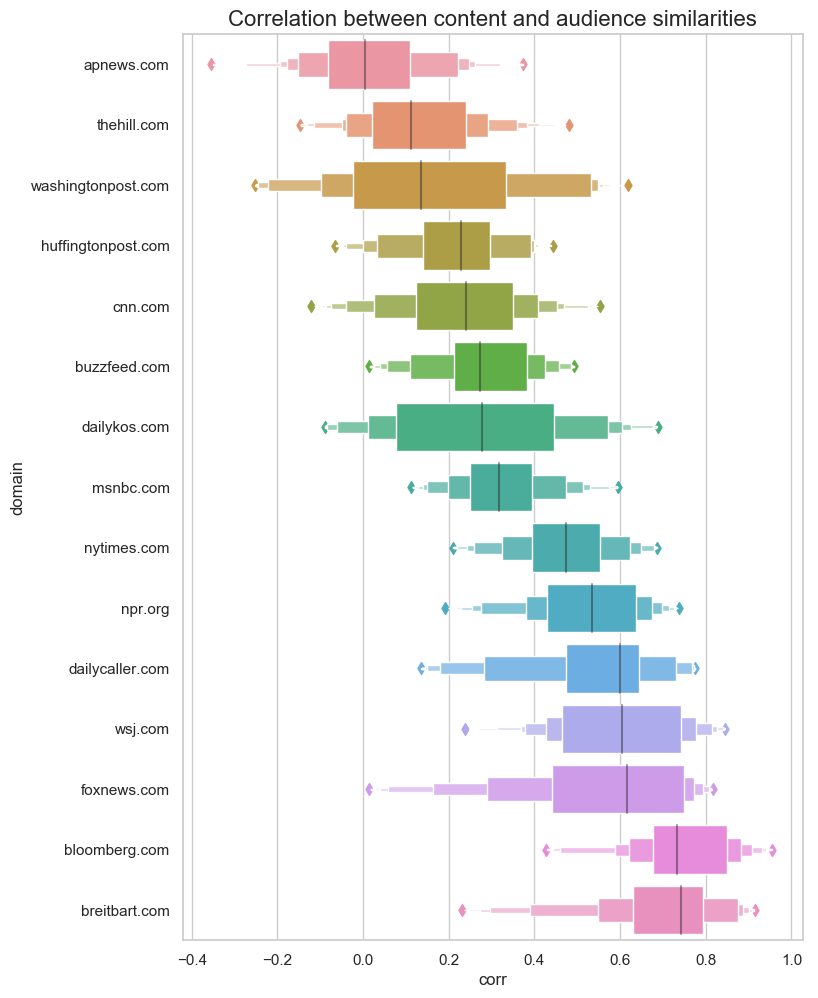 Correlation between content and audience similarities
apnews.com
thehill.com
washingtonpost.com
huffingtonpost.com
cnn.com
buzzfeed.com
dailykos.com
msnbc.com
nytimes.com
npr.org
dailycaller.com
wsj.com
foxnews.com
bloomberg.com
breitbart.com
domain
−0.4 −0.2 0.0 0.2 0.4 0.6 0.8 1.0
corr